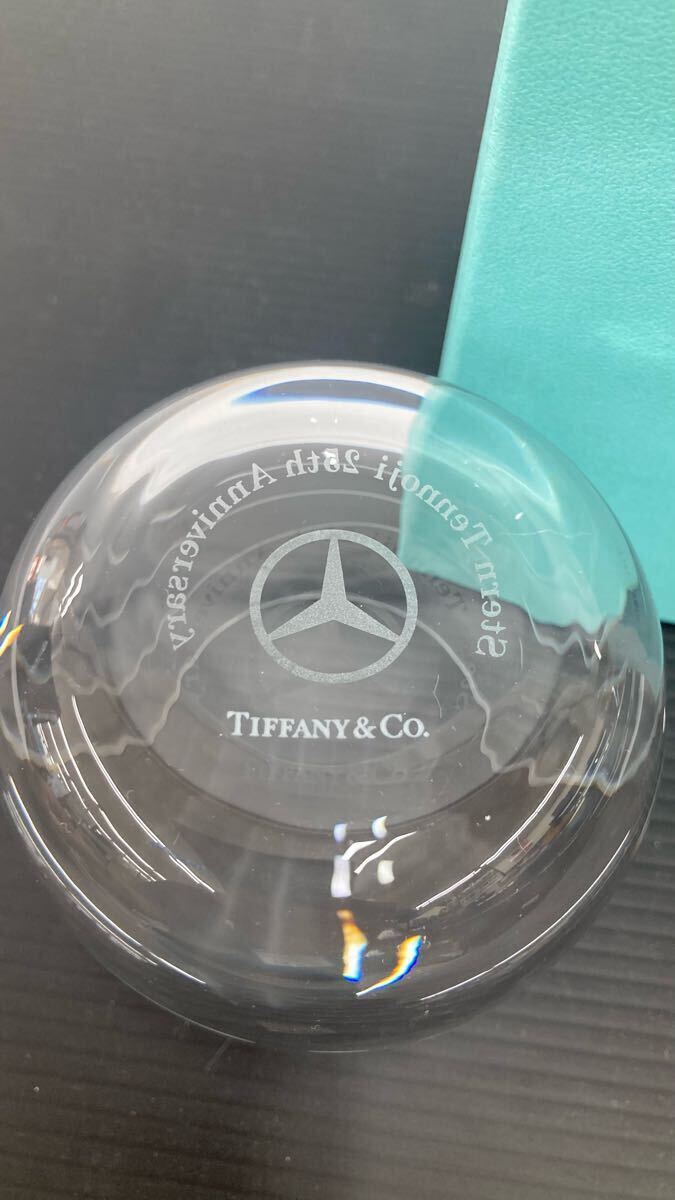 Stern Tennoji 25th Anniversary
TIFFANY & CO.